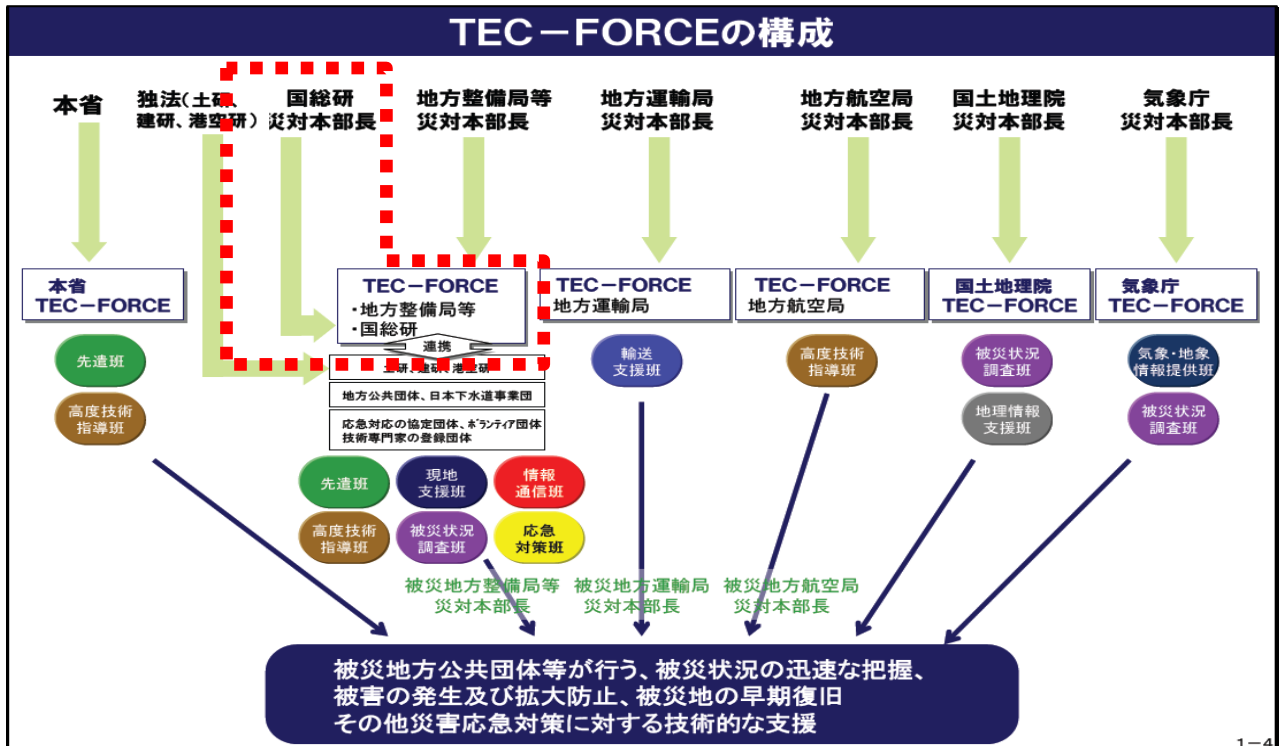 TEC－FORCEの構成
本省
独法(土研、
建研、港空研)
国総研
災対本部長
地方整備局等
災対本部長
地方運輸局
災対本部長
地方航空局
災対本部長
国土地理院
災対本部長
気象庁
災対本部長
本省
TEC－FORCE
TEC－FORCE
・地方整備局等
・国総研
連携
土研、建研、港空研
地方公共団体、日本下水道事業団
応急対応の協定団体、ボランティア団体
技術専門家の登録団体
TEC－FORCE
地方運輸局
TEC－FORCE
地方航空局
国土地理院
TEC－FORCE
気象庁
TEC－FORCE
先遣班
高度技術
指導班
先遣班
現地
支援班
情報
通信班
高度技術
指導班
被災状況
調査班
応急
対策班
輸送
支援班
高度技術
指導班
被災状況
調査班
地理情報
支援班
気象・地象
情報提供班
被災状況
調査班
被災地方整備局等
災対本部長
被災地方運輸局
災対本部長
被災地方航空局
災対本部長
被災地方公共団体等が行う、被災状況の迅速な把握、
被害の発生及び拡大防止、被災地の早期復旧
その他災害応急対策に対する技術的な支援
1－4